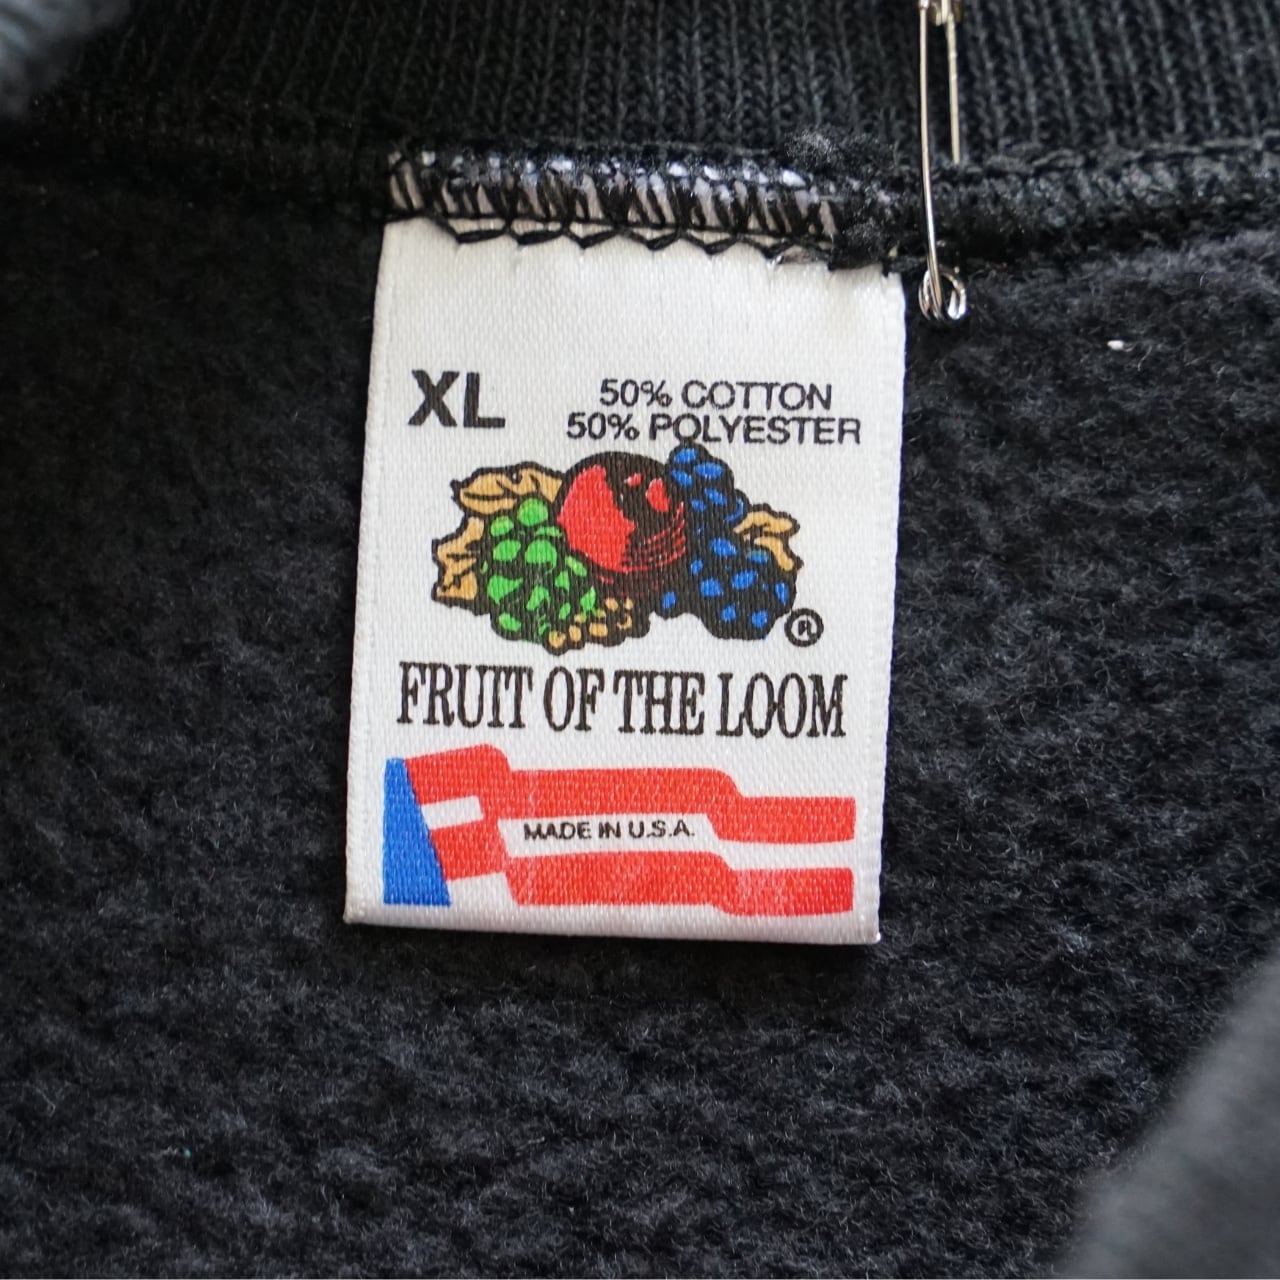 XL
50% COTTON
50% POLYESTER
®
FRUIT OF THE LOOM
MADE IN U.S.A.